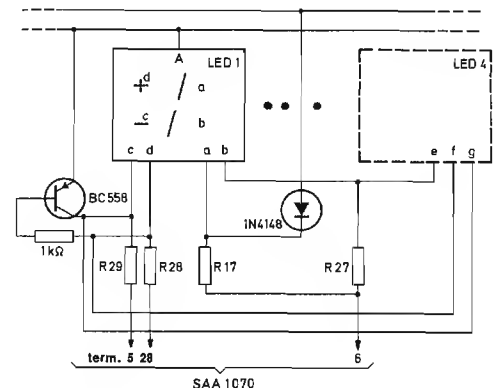 A LED 1 LED 4
+ d / a
− c / b
c d a b e f g
BC558
1N4148
1kΩ R29 R28 R17 R27
term. 5 28 6
SAA 1070